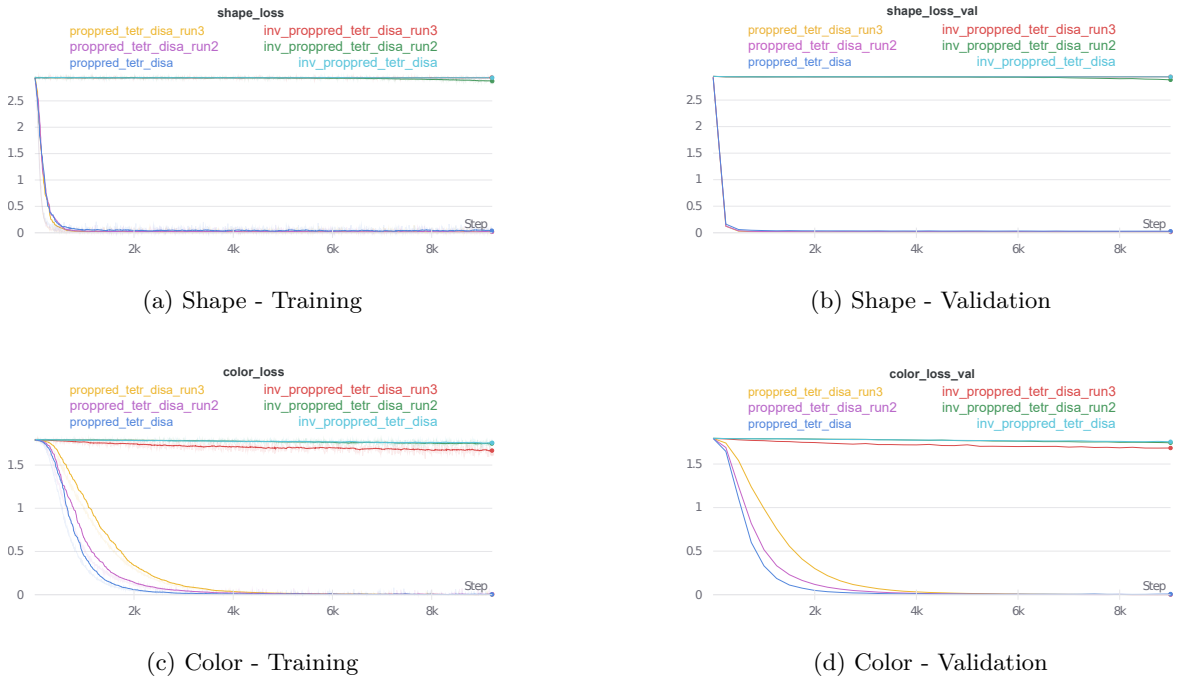 shape_loss
proppred_tetr_disa_run3 inv_proppred_tetr_disa_run3
proppred_tetr_disa_run2 inv_proppred_tetr_disa_run2
proppred_tetr_disa inv_proppred_tetr_disa
2.5
2
1.5
1
0.5
0
Step
2k 4k 6k 8k
(a) Shape - Training
shape_loss_val
proppred_tetr_disa_run3 inv_proppred_tetr_disa_run3
proppred_tetr_disa_run2 inv_proppred_tetr_disa_run2
proppred_tetr_disa inv_proppred_tetr_disa
2.5
2
1.5
1
0.5
0
Step
2k 4k 6k 8k
(b) Shape - Validation
color_loss
proppred_tetr_disa_run3 inv_proppred_tetr_disa_run3
proppred_tetr_disa_run2 inv_proppred_tetr_disa_run2
proppred_tetr_disa inv_proppred_tetr_disa
1.5
1
0.5
0
Step
2k 4k 6k 8k
(c) Color - Training
color_loss_val
proppred_tetr_disa_run3 inv_proppred_tetr_disa_run3
proppred_tetr_disa_run2 inv_proppred_tetr_disa_run2
proppred_tetr_disa inv_proppred_tetr_disa
1.5
1
0.5
0
Step
2k 4k 6k 8k
(d) Color - Validation